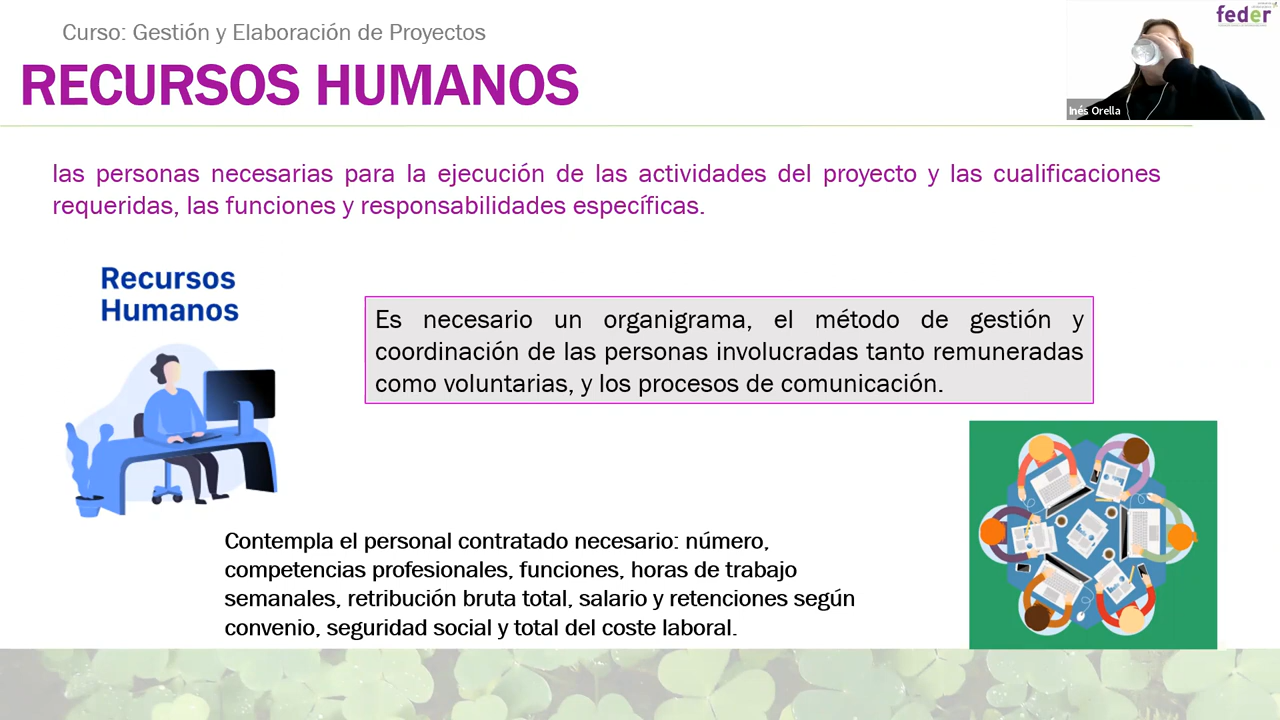 Curso: Gestión y Elaboración de Proyectos
RECURSOS HUMANOS
feder
Inés Orella
las personas necesarias para la ejecución de las actividades del proyecto y las cualificaciones
requeridas, las funciones y responsabilidades específicas.
Recursos
Humanos
Es necesario un organigrama, el método de gestión y
coordinación de las personas involucradas tanto remuneradas
como voluntarias, y los procesos de comunicación.
Contempla el personal contratado necesario: número,
competencias profesionales, funciones, horas de trabajo
semanales, retribución bruta total, salario y retenciones según
convenio, seguridad social y total del coste laboral.